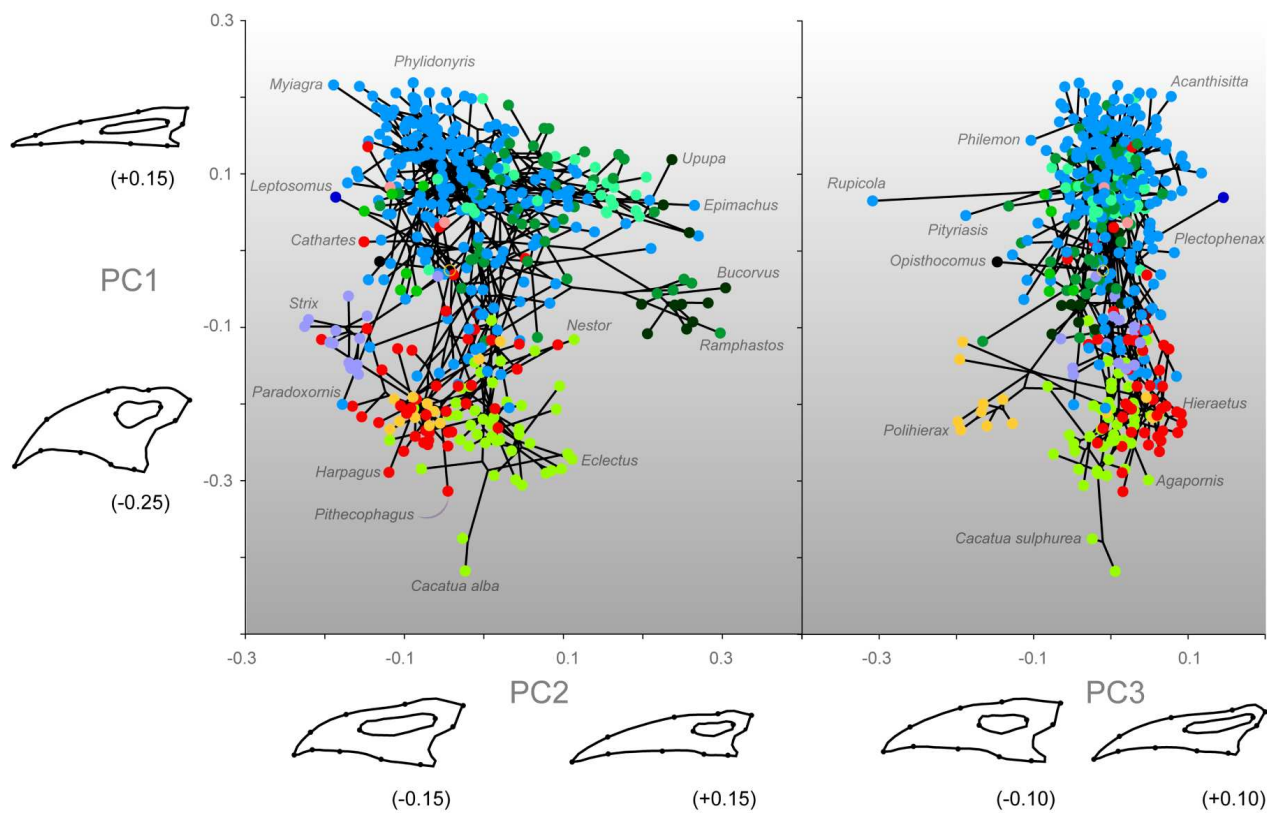 0.3
Phylidonyris
Myiagra
Acanthisitta
Philemon
(+0.15)
0.1
Upupa
Leptosomus
Rupicola
Epimachus
Pityriasis
Cathartes
Plectophenax
Opisthocomus
PC1
Bucorvus
Strix
-0.1
Nestor
Ramphastos
Paradoxornis
Hieraetus
Polihierax
Eclectus
Harpagus
-0.3
Agapornis
(-0.25)
Pithecophagus
Cacatua sulphurea
Cacatua alba
-0.3
-0.1
0.1
0.3
-0.3
-0.1
0.1
PC2
PC3
(-0.15)
(+0.15)
(-0.10)
(+0.10)